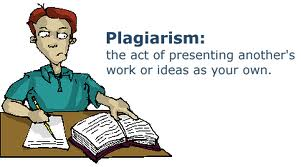 Plagiarism:
the act of presenting another's
work or ideas as your own.